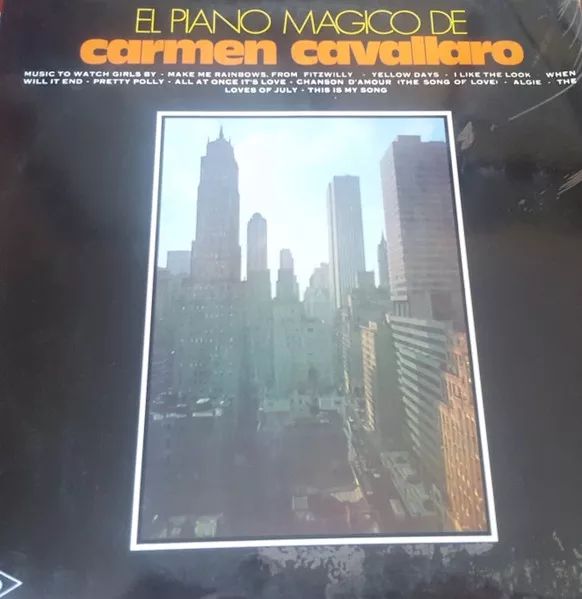 EL PIANO MAGICO DE
carmen cavallaro
MUSIC TO WATCH GIRLS BY • MAKE ME RAINBOWS, FROM FITZWILLY • YELLOW DAYS • I LIKE THE LOOK WHEN
WILL IT END • PRETTY POLLY • ALL AT ONCE IT'S LOVE • CHANSON D'AMOUR (THE SONG OF LOVE) • ALGIE • THE
LOVES OF JULY • THIS IS MY SONG